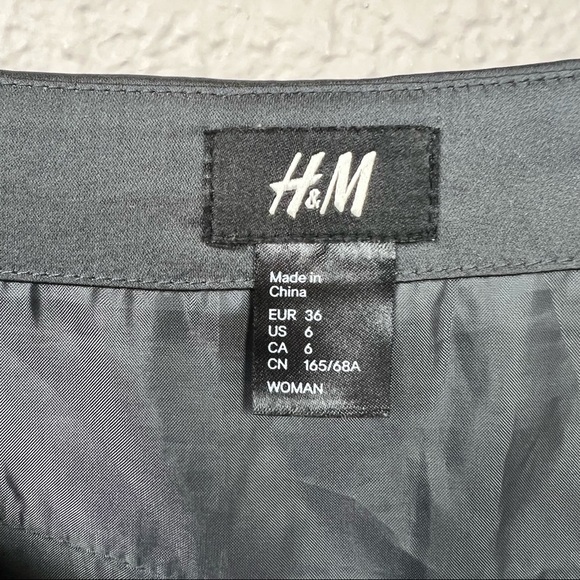 H&M
Made in
China
EUR 36
US 6
CA 6
CN 165/68A
WOMAN